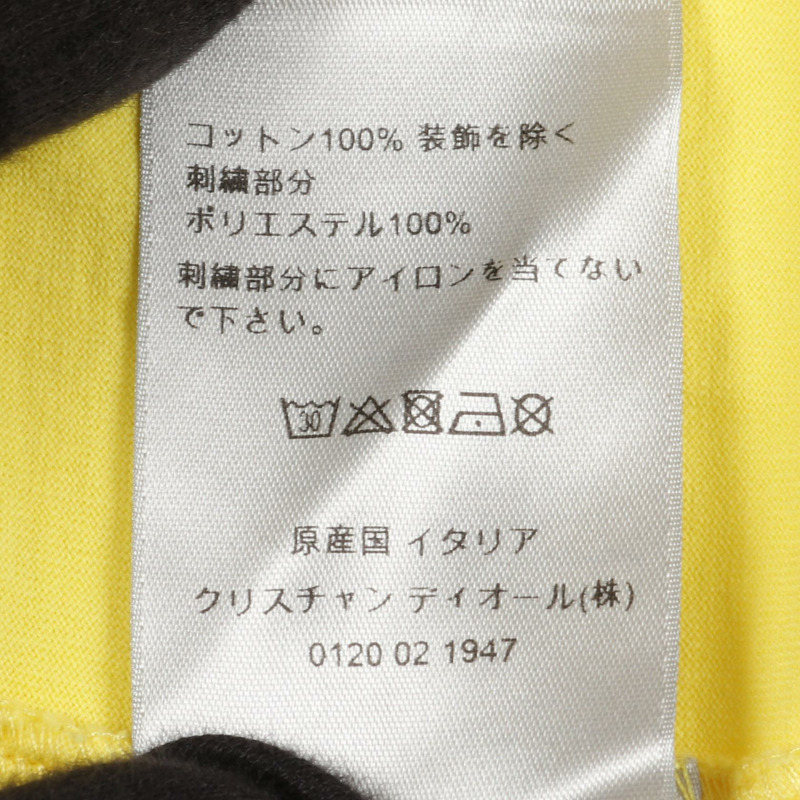 コットン100% 装飾を除く
刺繍部分
ポリエステル100%
刺繍部分にアイロンを当てない
で下さい。
30
原産国 イタリア
クリスチャン ディオール(株)
0120 02 1947